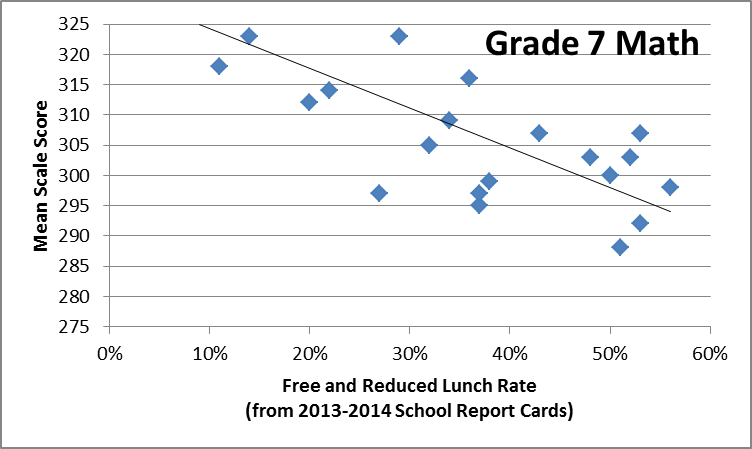 Grade 7 Math
Mean Scale Score
325
320
315
310
305
300
295
290
285
280
275
0% 10% 20% 30% 40% 50% 60%
Free and Reduced Lunch Rate
(from 2013-2014 School Report Cards)